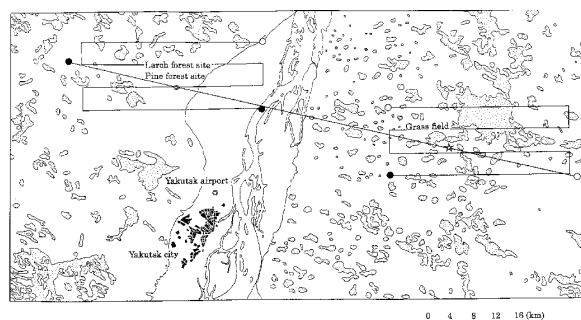 Larch forest site
Pine forest site
Grass field
Yakutsk airport
Yakutsk city
0 4 8 12 16 (km)